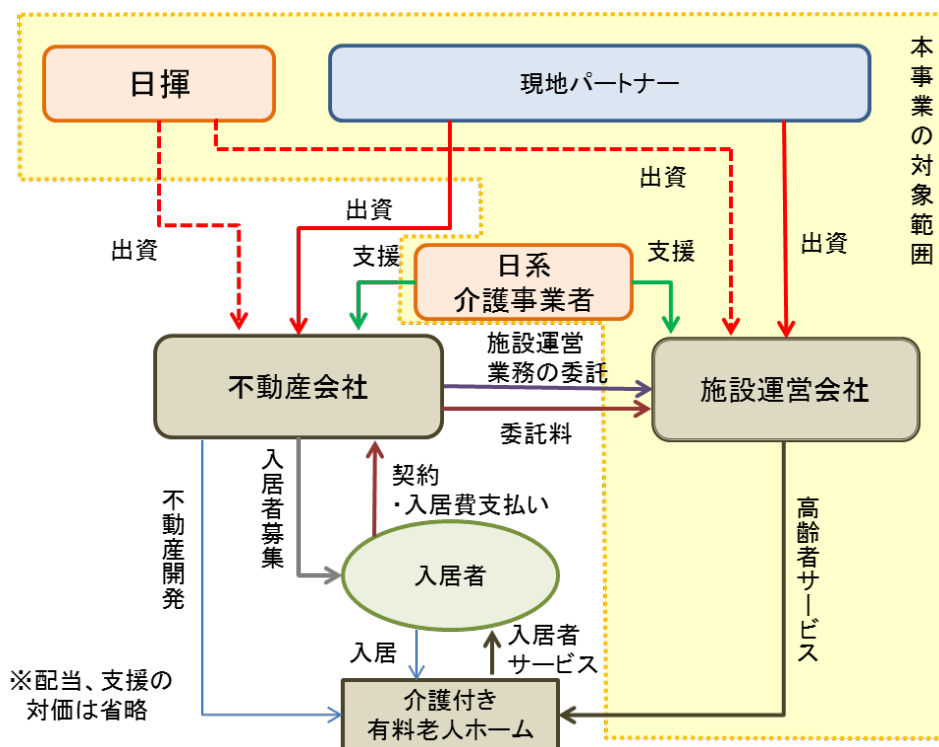 日揮
現地パートナー
本事業の対象範囲
出資
出資
出資
出資
支援
日系
介護事業者
支援
不動産会社
施設運営
業務の委託
委託料
施設運営会社
不動産開発
入居者募集
契約
・入居費支払い
入居者
高齢者サービス
入居
入居者
サービス
※配当、支援の
対価は省略
介護付き
有料老人ホーム